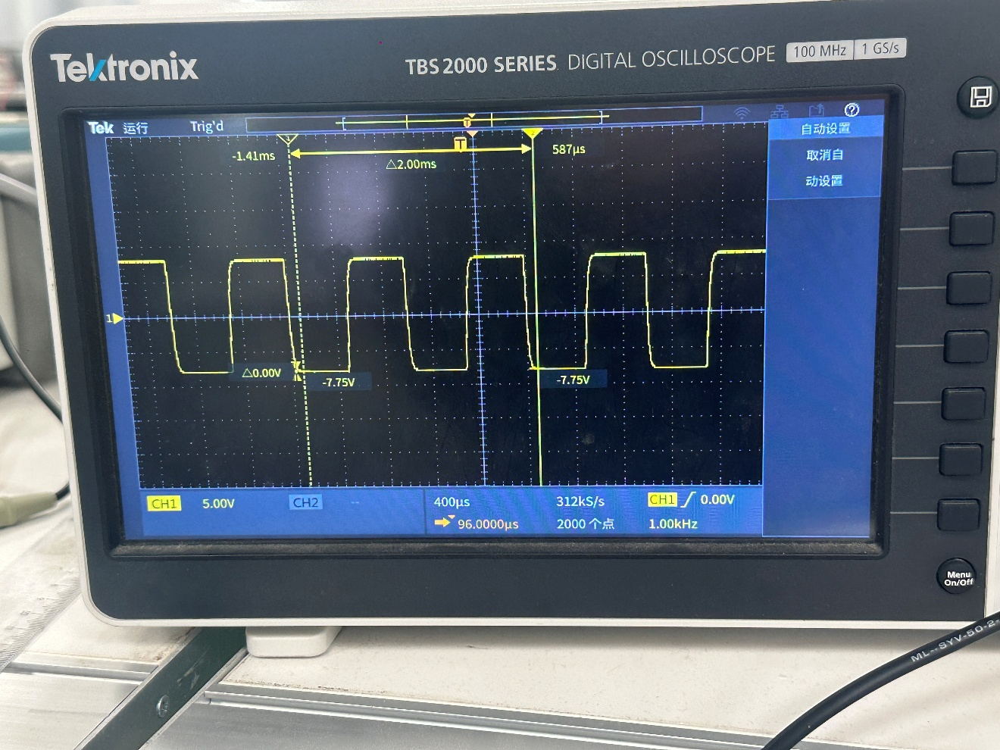 Tektronix
TBS 2000 SERIES DIGITAL OSCILLOSCOPE 100 MHz 1 GS/s
Tek 运行 Trig'd
自动设置
取消自
动设置
-1.41ms
△2.00ms
587µs
1
2
T
T
1
△0.00V
-7.75V
-7.75V
CH1 5.00V CH2 -- 400µs 312kS/s CH1 0.00V
96.0000µs 2000 个点 1.00kHz
Menu
On/Off
ML--SYV-50-2-